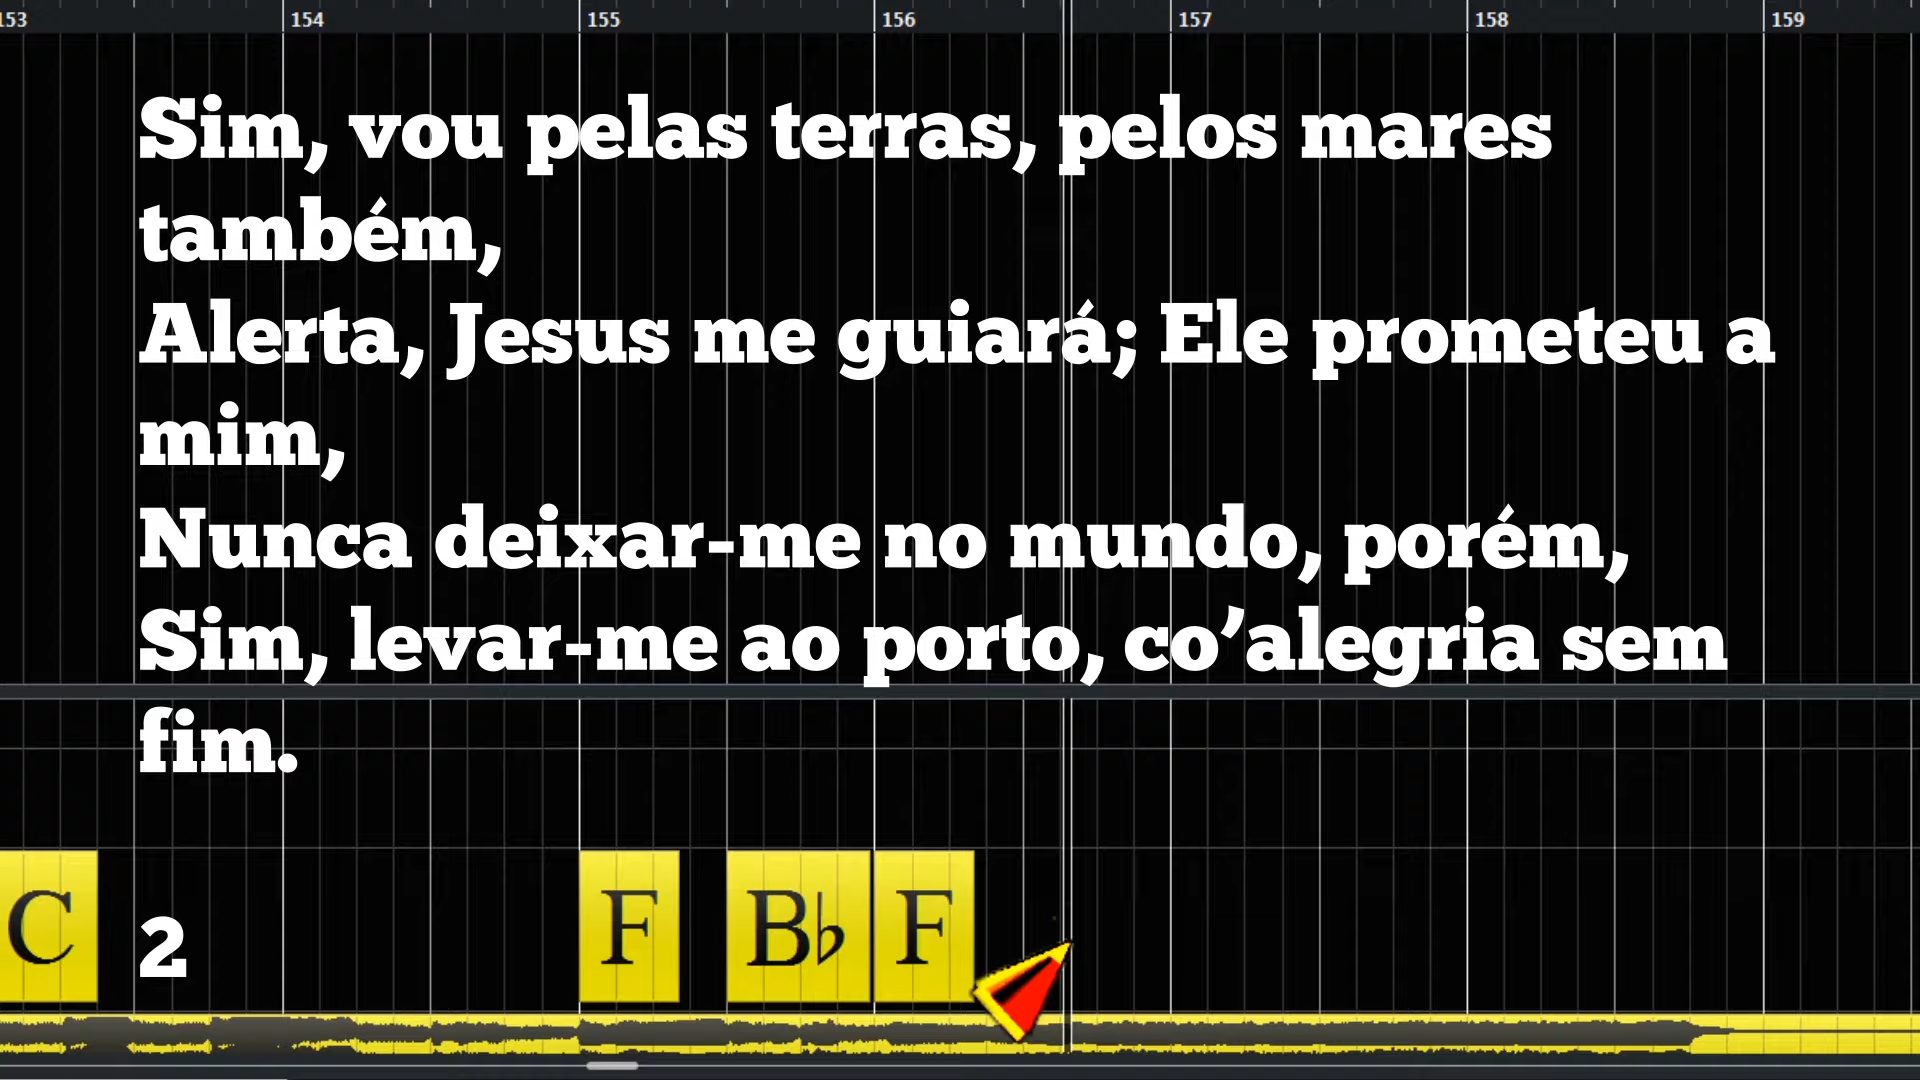 153 154 155 156 157 158 159
Sim, vou pelas terras, pelos mares
também,
Alerta, Jesus me guiará; Ele prometeu a
mim,
Nunca deixar-me no mundo, porém,
Sim, levar-me ao porto, co’alegria sem
fim.
C 2 F B♭ F